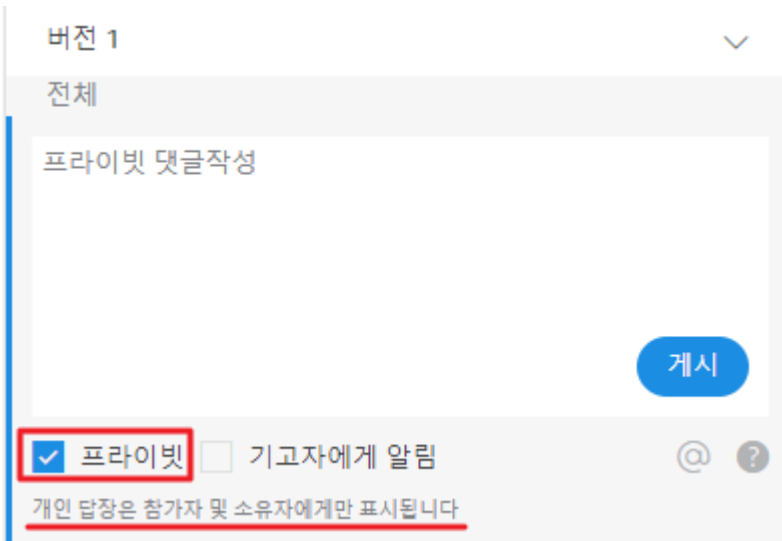 버전 1
전체
프라이빗 댓글작성
게시
프라이빗 기고자에게 알림 @ ?
개인 답장은 참가자 및 소유자에게만 표시됩니다